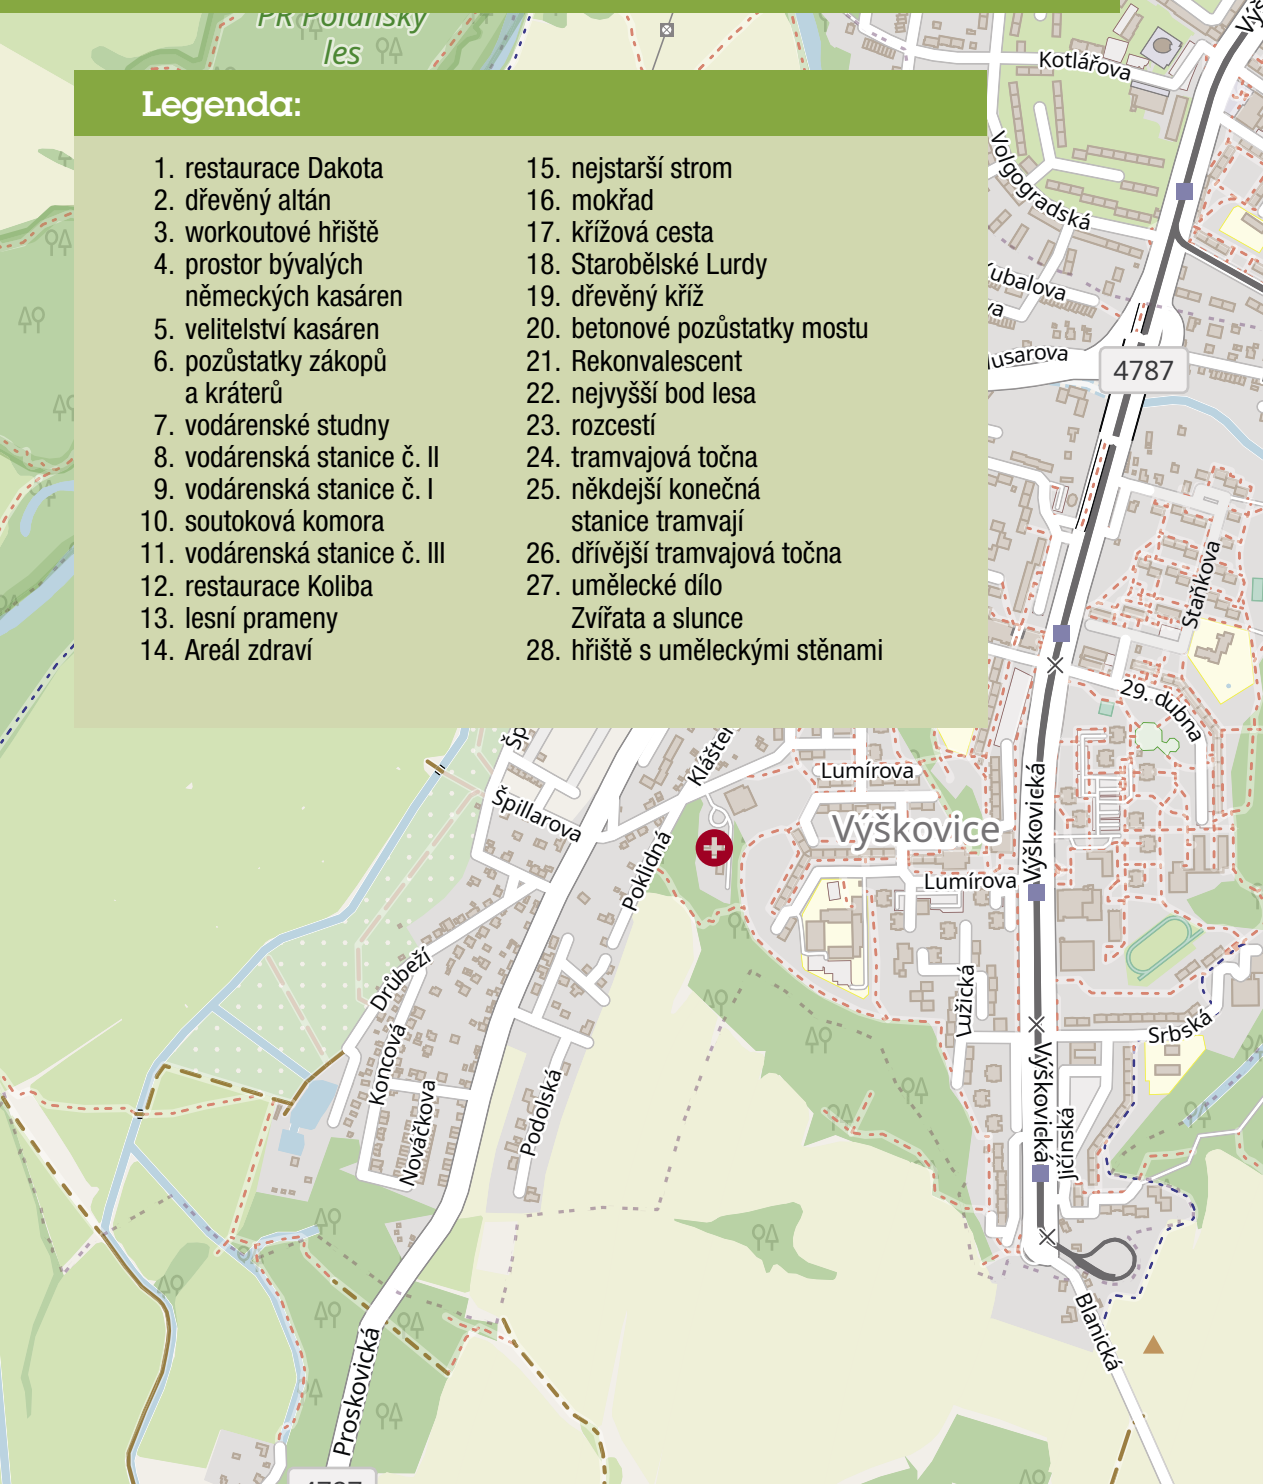 PR Polanský
les
Legenda:
1. restaurace Dakota
2. dřevěný altán
3. workoutové hřiště
4. prostor bývalých
německých kasáren
5. velitelství kasáren
6. pozůstatky zákopů
a kráterů
7. vodárenské studny
8. vodárenská stanice č. II
9. vodárenská stanice č. I
10. soutoková komora
11. vodárenská stanice č. III
12. restaurace Koliba
13. lesní prameny
14. Areál zdraví
15. nejstarší strom
16. mokřad
17. křížová cesta
18. Starobělské Lurdy
19. dřevěný kříž
20. betonové pozůstatky mostu
21. Rekonvalescent
22. nejvyšší bod lesa
23. rozcestí
24. tramvajová točna
25. někdejší konečná
stanice tramvají
26. dřívější tramvajová točna
27. umělecké dílo
Zvířata a slunce
28. hřiště s uměleckými stěnami
Kotlářova
Volgogradská
4787
Staňkova
29. dubna
Výškovická
Lumírova
Výškovice
Lumírova
Špillarova
Poklidná
Drůbeží
Koncová
Nováčkova
Podolská
Lužická
Srbská
Výškovická
Jičínská
Blanická
Proskovická